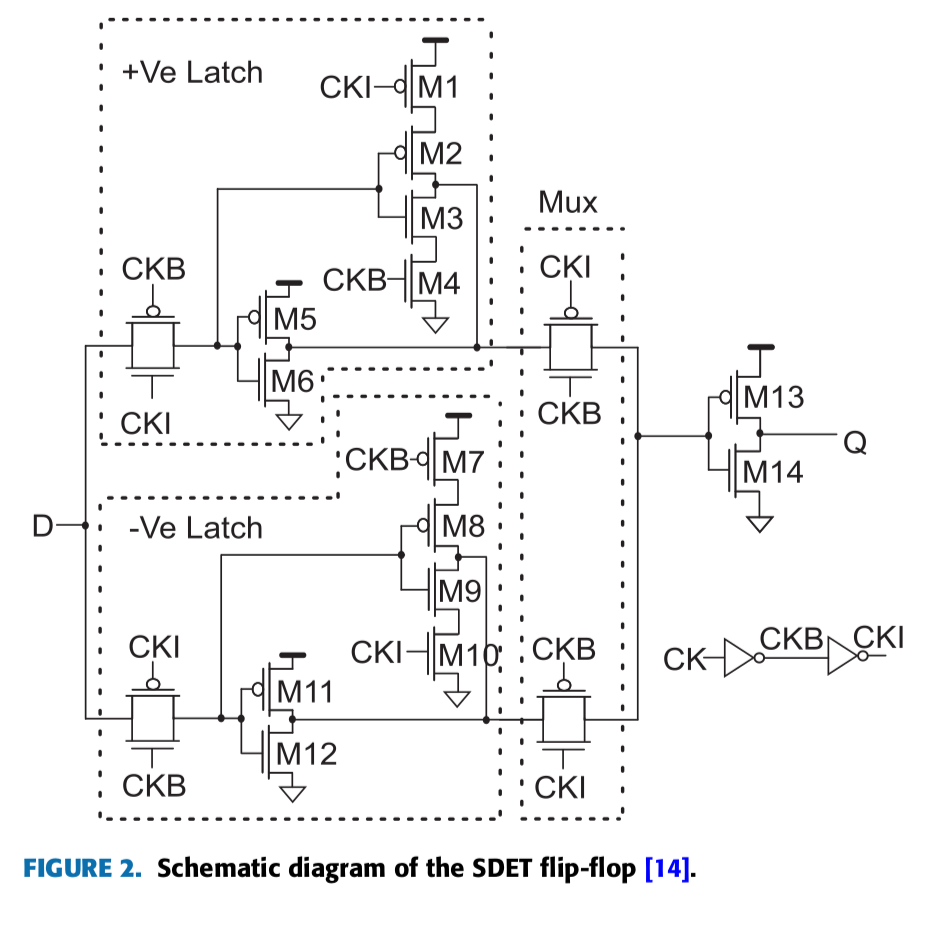 +Ve Latch
CKI
M1
M2
M3
CKB
M4
CKB
M5
M6
CKI
Mux
CKI
CKB
M13
Q
M14
CKB
M7
D
-Ve Latch
M8
M9
CKI
M10
CKI
M11
M12
CKB
CKB
CKI
CK
CKB
CKI
FIGURE 2. Schematic diagram of the SDET flip-flop [14].